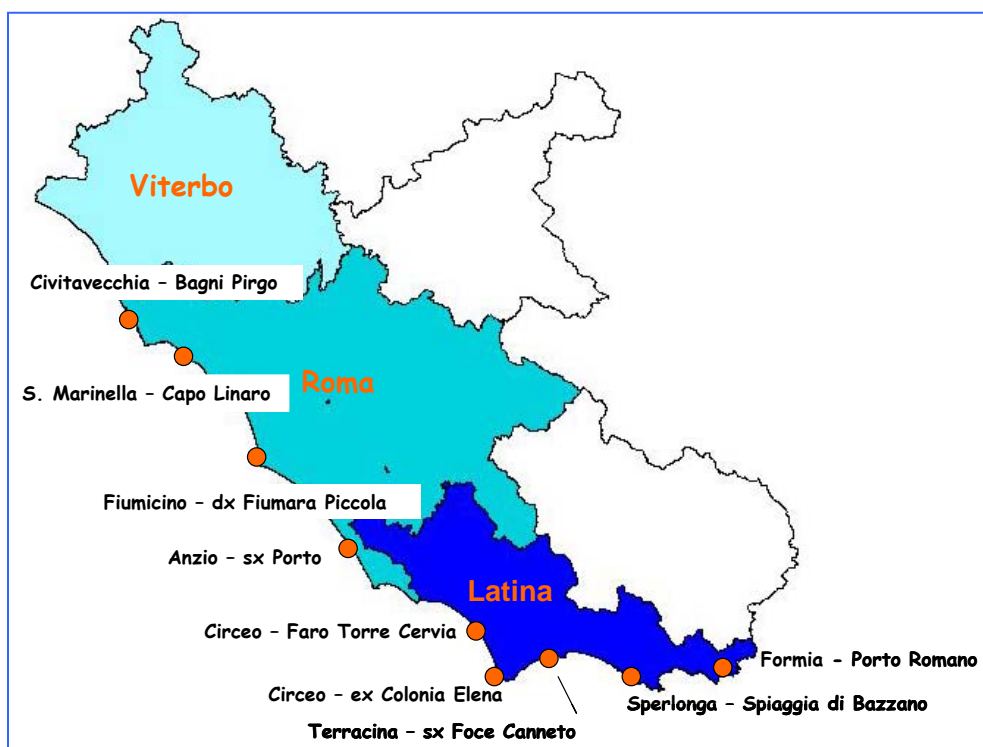 Viterbo
Civitavecchia – Bagni Pirgo
Roma
S. Marinella – Capo Linaro
Fiumicino – dx Fiumara Piccola
Anzio – sx Porto
Latina
Circeo – Faro Torre Cervia
Formia - Porto Romano
Circeo – ex Colonia Elena
Sperlonga – Spiaggia di Bazzano
Terracina – sx Foce Canneto